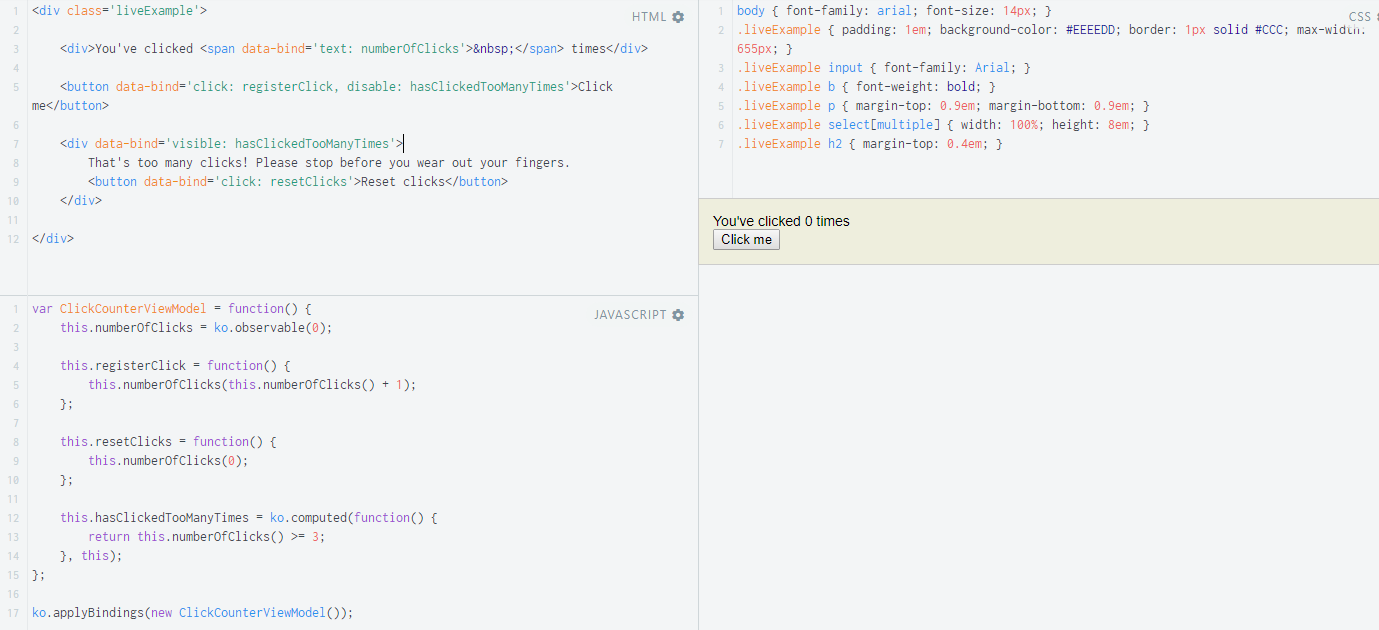 HTML
1 <div class='liveExample'>
2
3     <div>You've clicked <span data-bind='text: numberOfClicks'>&nbsp;</span> times</div>
4
5     <button data-bind='click: registerClick, disable: hasClickedTooManyTimes'>Click
me</button>
6
7     <div data-bind='visible: hasClickedTooManyTimes'>
8         That's too many clicks! Please stop before you wear out your fingers.
9         <button data-bind='click: resetClicks'>Reset clicks</button>
10     </div>
11
12 </div>
JAVASCRIPT
1 var ClickCounterViewModel = function() {
2     this.numberOfClicks = ko.observable(0);
3
4     this.registerClick = function() {
5         this.numberOfClicks(this.numberOfClicks() + 1);
6     };
7
8     this.resetClicks = function() {
9         this.numberOfClicks(0);
10     };
11
12     this.hasClickedTooManyTimes = ko.computed(function() {
13         return this.numberOfClicks() >= 3;
14     }, this);
15 };
16
17 ko.applyBindings(new ClickCounterViewModel());
CSS
1 body { font-family: arial; font-size: 14px; }
2 .liveExample { padding: 1em; background-color: #EEEEDD; border: 1px solid #CCC; max-width:
655px; }
3 .liveExample input { font-family: Arial; }
4 .liveExample b { font-weight: bold; }
5 .liveExample p { margin-top: 0.9em; margin-bottom: 0.9em; }
6 .liveExample select[multiple] { width: 100%; height: 8em; }
7 .liveExample h2 { margin-top: 0.4em; }
You've clicked 0 times
Click me